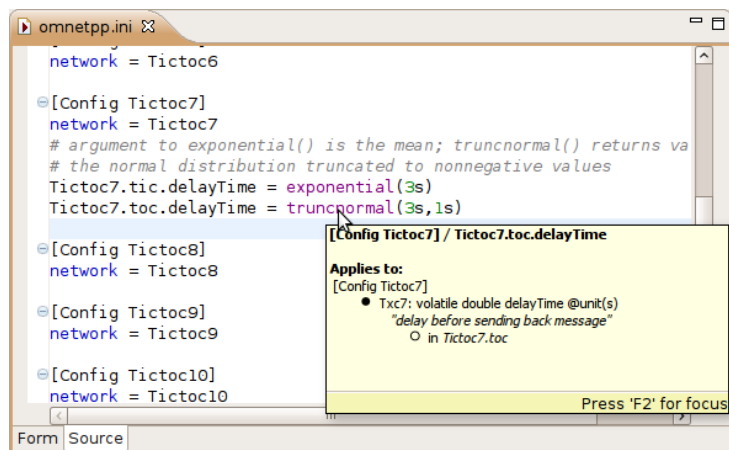 omnetpp.ini
network = Tictoc6
[Config Tictoc7]
network = Tictoc7
# argument to exponential() is the mean; truncnormal() returns va
# the normal distribution truncated to nonnegative values
Tictoc7.tic.delayTime = exponential(3s)
Tictoc7.toc.delayTime = truncnormal(3s,1s)
[Config Tictoc7] / Tictoc7.toc.delayTime
Applies to:
[Config Tictoc7]
Txc7: volatile double delayTime @unit(s)
"delay before sending back message"
in Tictoc7.toc
Press 'F2' for focus
[Config Tictoc8]
network = Tictoc8
[Config Tictoc9]
network = Tictoc9
[Config Tictoc10]
network = Tictoc10
Form Source